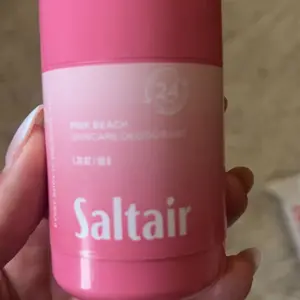 24
PINK BEACH
SKINCARE DEODORANT
Saltair